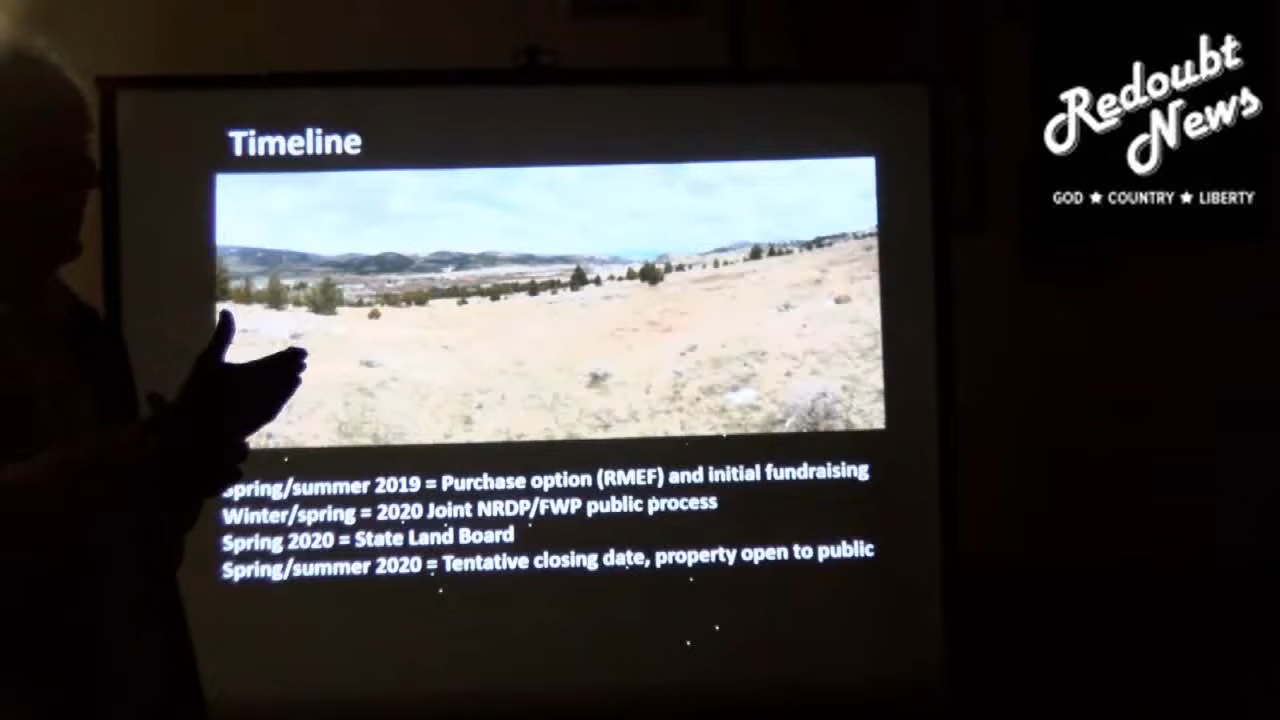 Redoubt
News
GOD ★ COUNTRY ★ LIBERTY
Timeline
Spring/summer 2019 = Purchase option (RMEF) and initial fundraising
Winter/spring = 2020 Joint NRDP/FWP public process
Spring 2020 = State Land Board
Spring/summer 2020 = Tentative closing date, property open to public